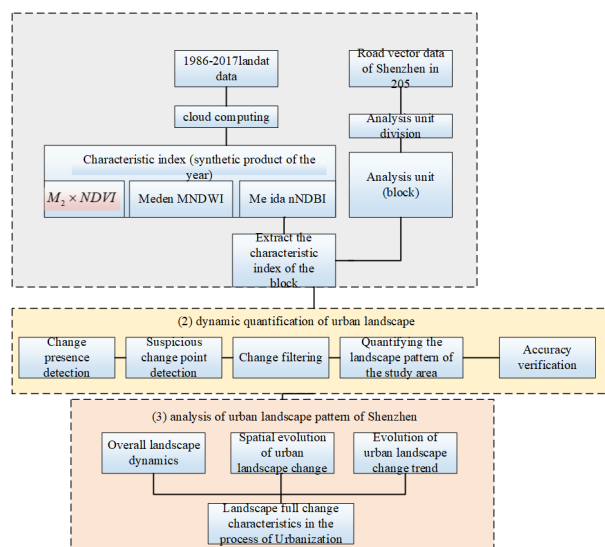 1986-2017landat
data
Road vector data
of Shenzhen in
205
cloud computing
Analysis unit
division
Characteristic index (synthetic product of the
year)
M₂ × NDVI
Meden MNDWI
Me ida nNDBI
Analysis unit
(block)
Extract the
characteristic
index of the
block
(2) dynamic quantification of urban landscape
Change
presence
detection
Suspicious
change point
detection
Change filtering
Quantifying the
landscape pattern of
the study area
Accuracy
verification
(3) analysis of urban landscape pattern of Shenzhen
Overall landscape
dynamics
Spatial evolution
of urban
landscape change
Evolution of
urban landscape
change trend
Landscape full change
characteristics in the
process of Urbanization